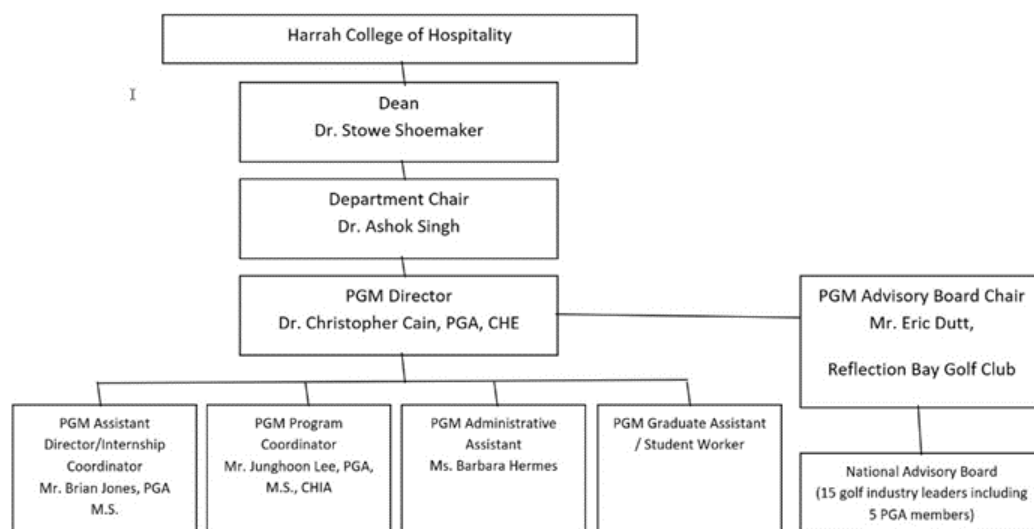 Harrah College of Hospitality
Dean
Dr. Stowe Shoemaker
Department Chair
Dr. Ashok Singh
PGM Director
Dr. Christopher Cain, PGA, CHE
PGM Advisory Board Chair
Mr. Eric Dutt,
Reflection Bay Golf Club
PGM Assistant
Director/Internship
Coordinator
Mr. Brian Jones, PGA
M.S.
PGM Program
Coordinator
Mr. Junghoon Lee, PGA,
M.S., CHIA
PGM Administrative
Assistant
Ms. Barbara Hermes
PGM Graduate Assistant
/ Student Worker
National Advisory Board
(15 golf industry leaders including
5 PGA members)